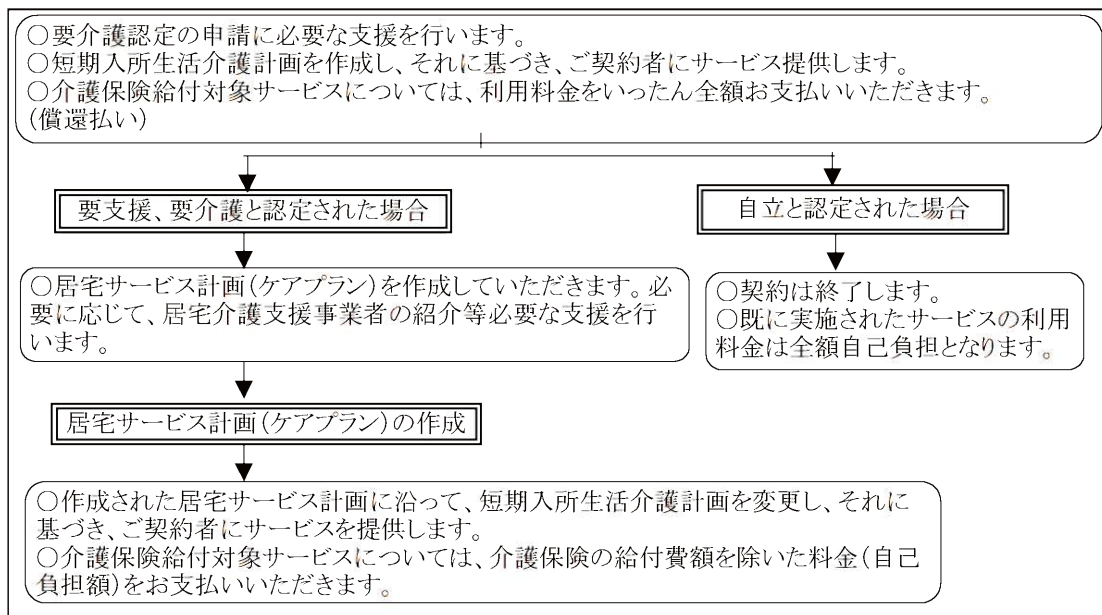 ○要介護認定の申請に必要な支援を行います。
○短期入所生活介護計画を作成し、それに基づき、ご契約者にサービス提供します。
○介護保険給付対象サービスについては、利用料金をいったん全額お支払いいただきます。
(償還払い)
要支援、要介護と認定された場合
自立と認定された場合
○居宅サービス計画(ケアプラン)を作成していただきます。必
要に応じて、居宅介護支援事業者の紹介等必要な支援を行
います。
○契約は終了します。
○既に実施されたサービスの利用
料金は全額自己負担となります。
居宅サービス計画(ケアプラン)の作成
○作成された居宅サービス計画に沿って、短期入所生活介護計画を変更し、それに
基づき、ご契約者にサービスを提供します。
○介護保険給付対象サービスについては、介護保険の給付費額を除いた料金(自己
負担額)をお支払いいただきます。